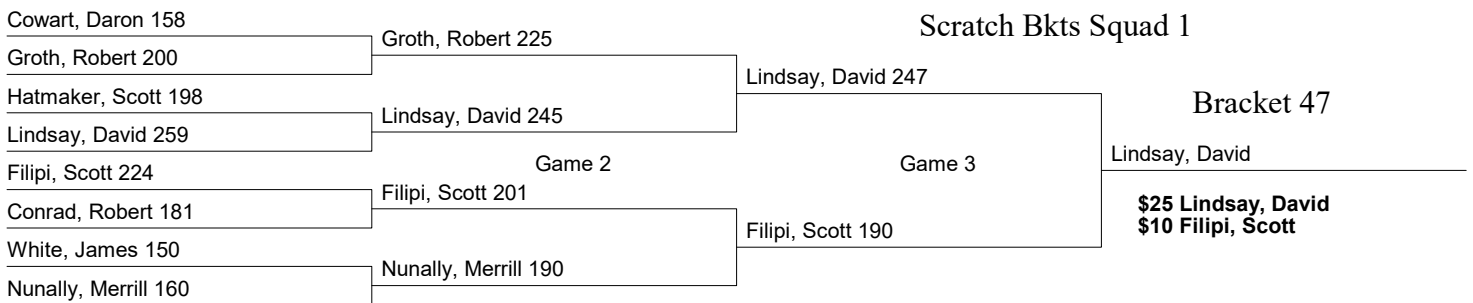 Scratch Bkts Squad 1
Bracket 47
Cowart, Daron 158
Groth, Robert 200
Hatmaker, Scott 198
Lindsay, David 259
Filipi, Scott 224
Conrad, Robert 181
White, James 150
Nunally, Merrill 160
Groth, Robert 225
Lindsay, David 245
Game 2
Filipi, Scott 201
Nunally, Merrill 190
Lindsay, David 247
Game 3
Filipi, Scott 190
Lindsay, David
$25 Lindsay, David
$10 Filipi, Scott